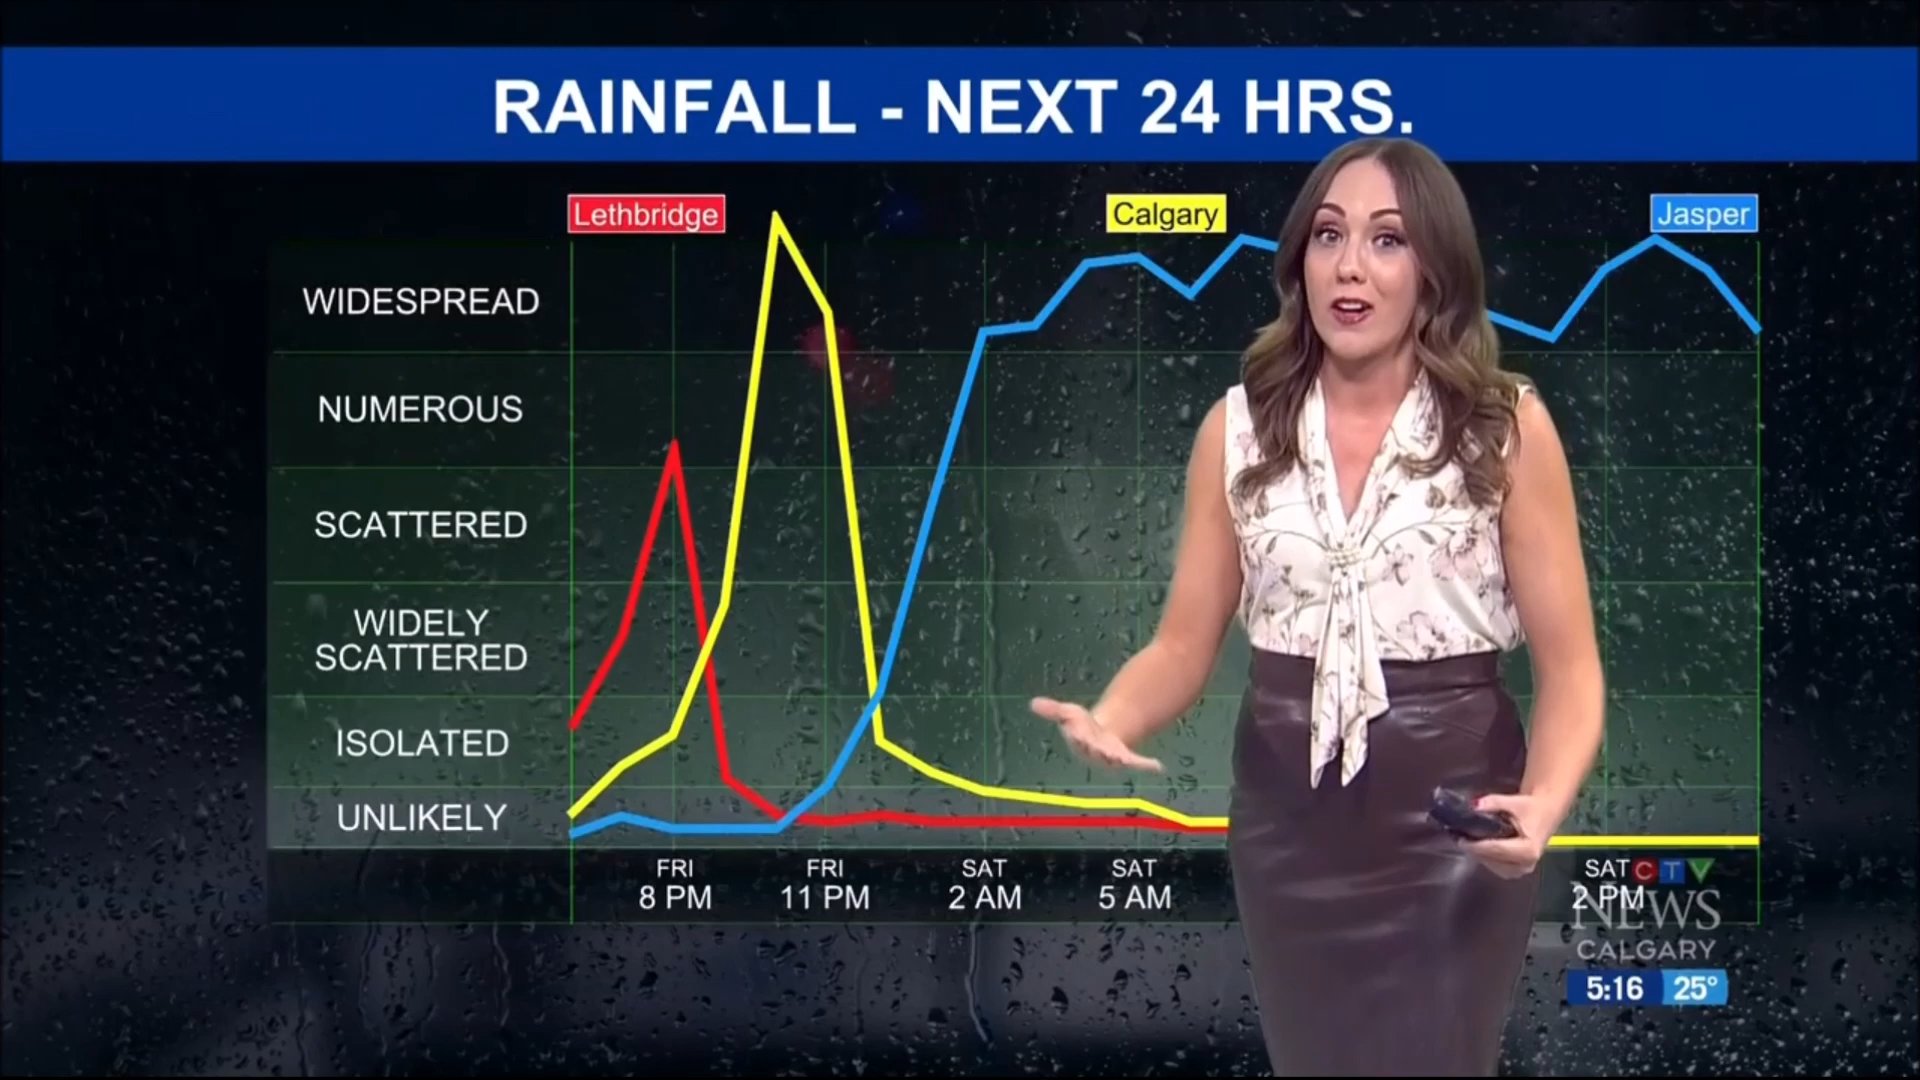 RAINFALL - NEXT 24 HRS.
Lethbridge
Calgary
Jasper
WIDESPREAD
NUMEROUS
SCATTERED
WIDELY
SCATTERED
ISOLATED
UNLIKELY
FRI
8 PM
FRI
11 PM
SAT
2 AM
SAT
5 AM
SAT
2 PM
CTV
NEWS
CALGARY
5:16 25°